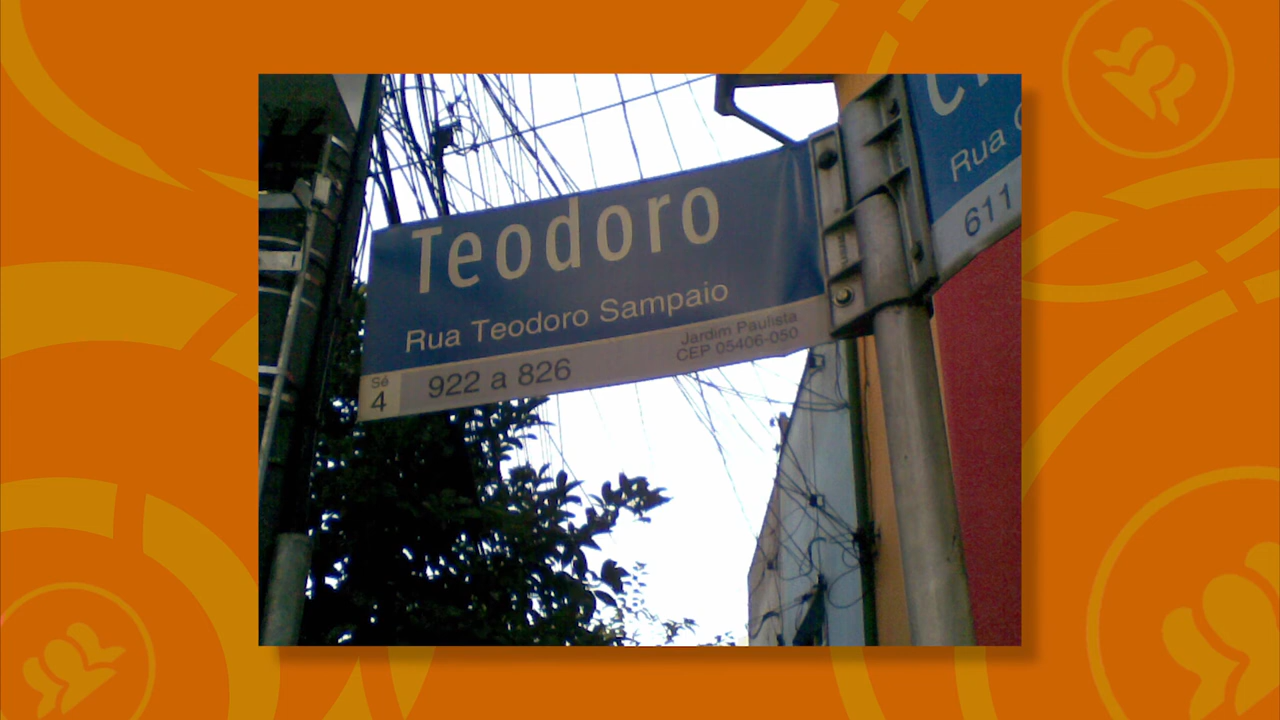 Teodoro
Rua Teodoro Sampaio
Jardim Paulista
CEP 05406-050
Sé
4
922 a 826
Rua
611